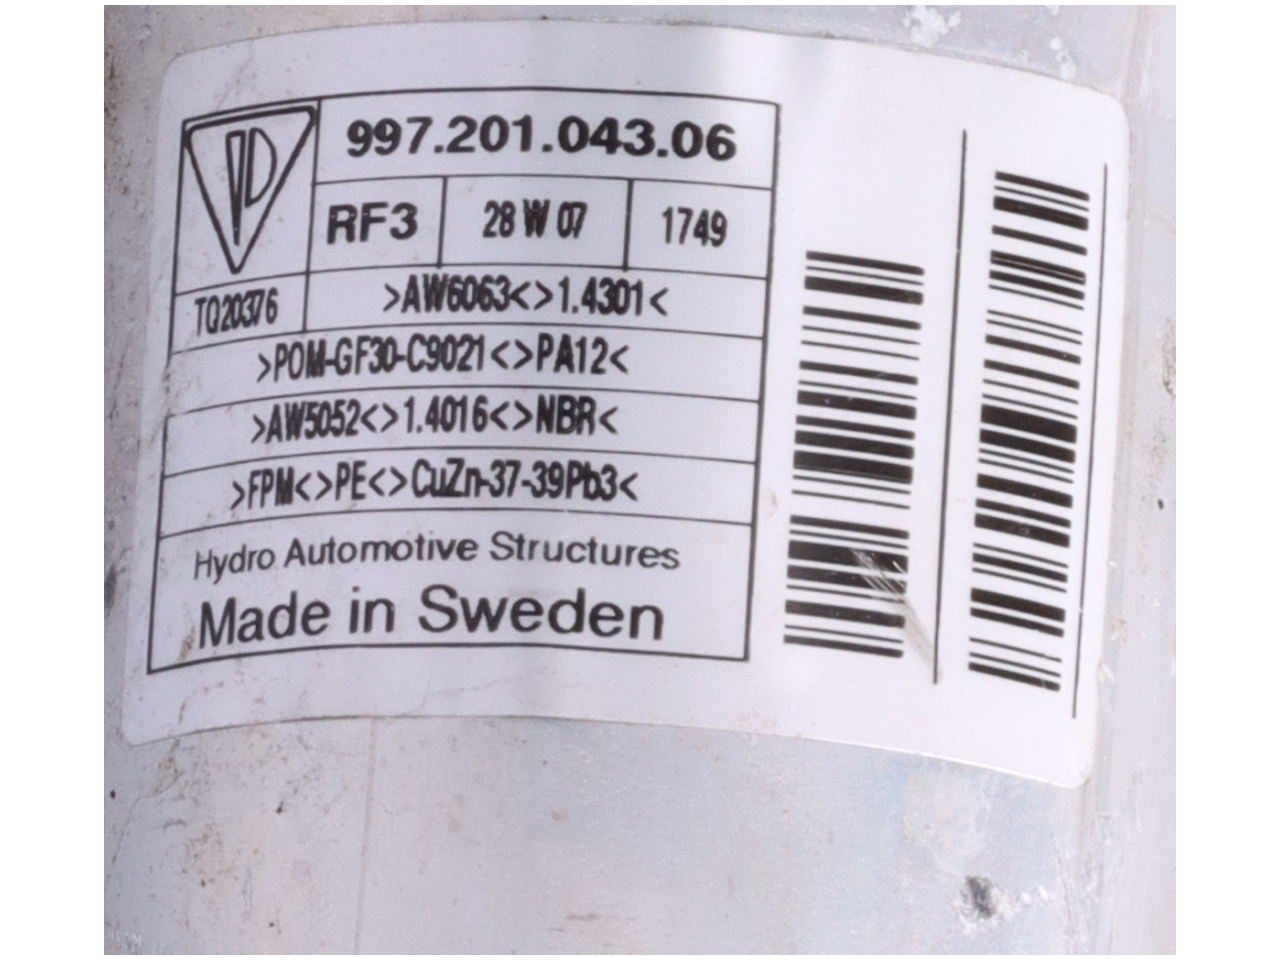 997.201.043.06
RF3 28 W 07 1749
TQ20376 >AW6063<>1.4301<
>POM-GF30-C9021<>PA12<
>AW5052<>1.4016<>NBR<
>FPM<>PE<>CuZn-37-39Pb3<
Hydro Automotive Structures
Made in Sweden